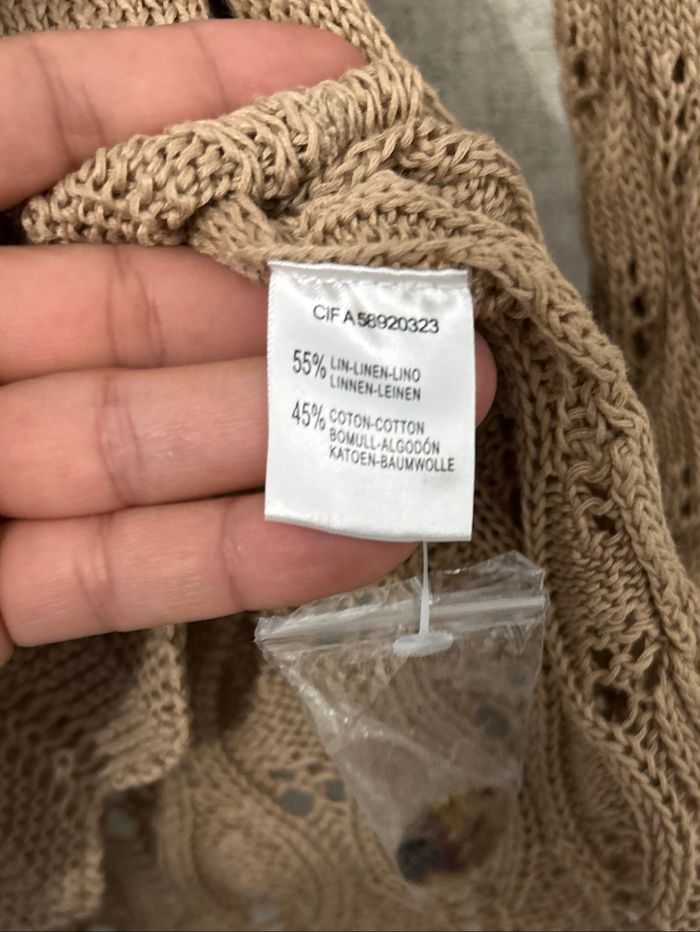 CIF A58920323
55% LIN-LINEN-LINO
LINNEN-LEINEN
45% COTON-COTTON
BOMULL-ALGODÓN
KATOEN-BAUMWOLLE